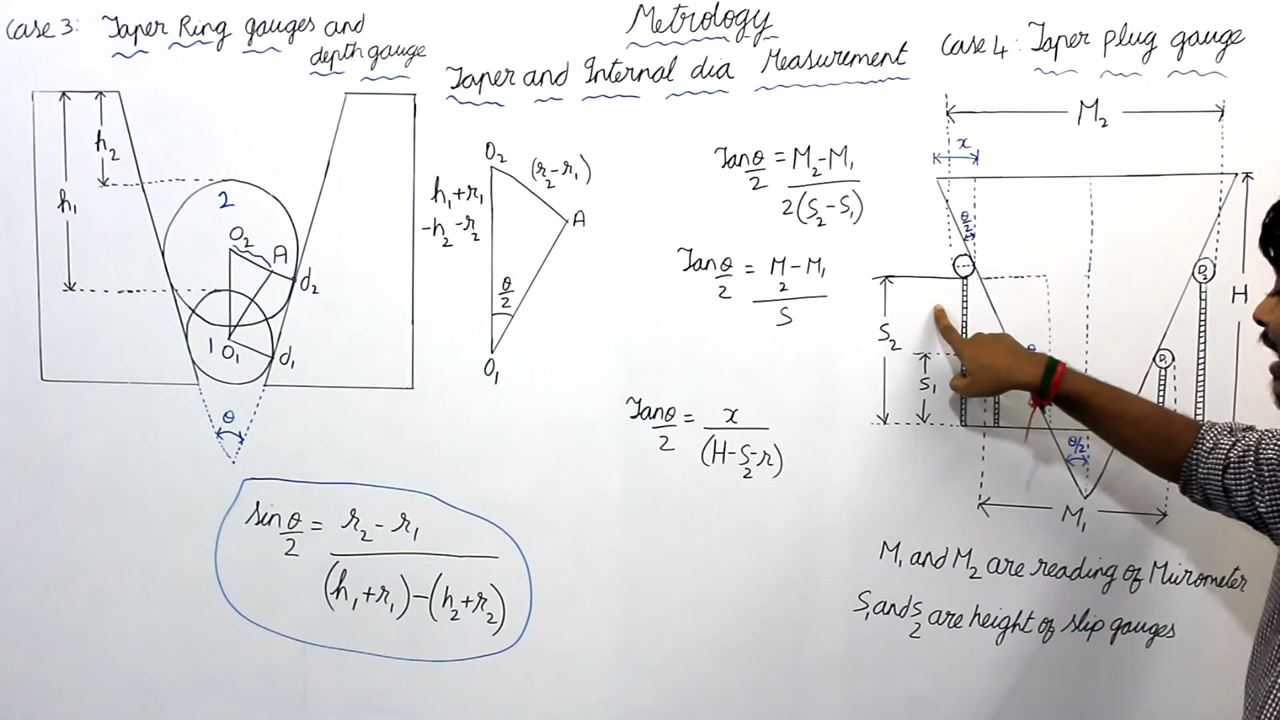 Metrology
Taper and Internal dia Measurement
Case 3: Taper Ring gauges and
depth gauge
h2
h1
2
O2
A
d2
1
O1
d1
θ
sin θ/2 = (r2 - r1) / ((h1+r1)-(h2+r2))
O2
(r2-r1)
h1+r1
-h2-r2
A
θ/2
O1
Tan θ/2 = (M2-M1) / (2(S2-S1))
Tan θ/2 = (M2-M1) / S
Tan θ/2 = x / (H-S2-r)
Case 4: Taper plug gauge
M2
x
θ/2
D2
H
S2
θ
D1
S1
θ/2
M1
M1 and M2 are reading of Mirometer
S1 and S2 are height of slip gauges